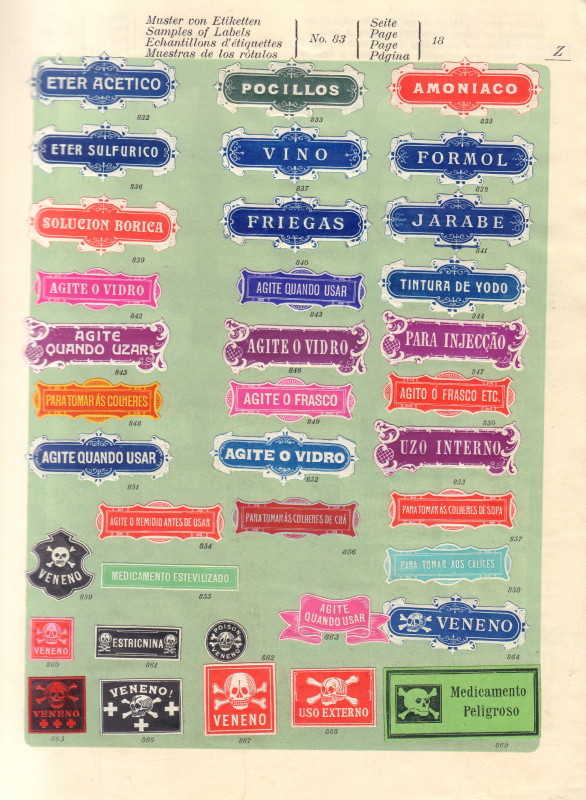 Muster von Etiketten
Samples of Labels
Echantillons d'étiquettes
Muestras de los rótulos
No. 83
Seite
Page
Page
Página
18
Z
ETER ACETICO
832
POCILLOS
833
AMONIACO
835
ETER SULFURICO
836
VINO
837
FORMOL
838
SOLUCION BORICA
839
FRIEGAS
840
JARABE
841
AGITE O VIDRO
842
AGITE QUANDO USAR
843
TINTURA DE YODO
844
AGITE
QUANDO UZAR
845
AGITE O VIDRO
846
PARA INJECÇÃO
847
PARA TOMAR ÁS COLHERES
848
AGITE O FRASCO
849
AGITO O FRASCO ETC.
850
AGITE QUANDO USAR
851
AGITE O VIDRO
852
UZO INTERNO
853
AGITE O REMEDIO ANTES DE USAR
854
PARA TOMAR ÁS COLHERES DE CHÁ
856
PARA TOMAR ÁS COLHERES DE SOPA
857
VENENO
859
MEDICAMENTO ESTEVILIZADO
855
PARA TOMAR AOS CALICES
858
VENENO
860
ESTRICNINA
861
VENENO
862
AGITE
QUANDO USAR
863
VENENO
864
VENENO
865
VENENO!
866
VENENO
867
USO EXTERNO
868
Medicamento
Peligroso
869